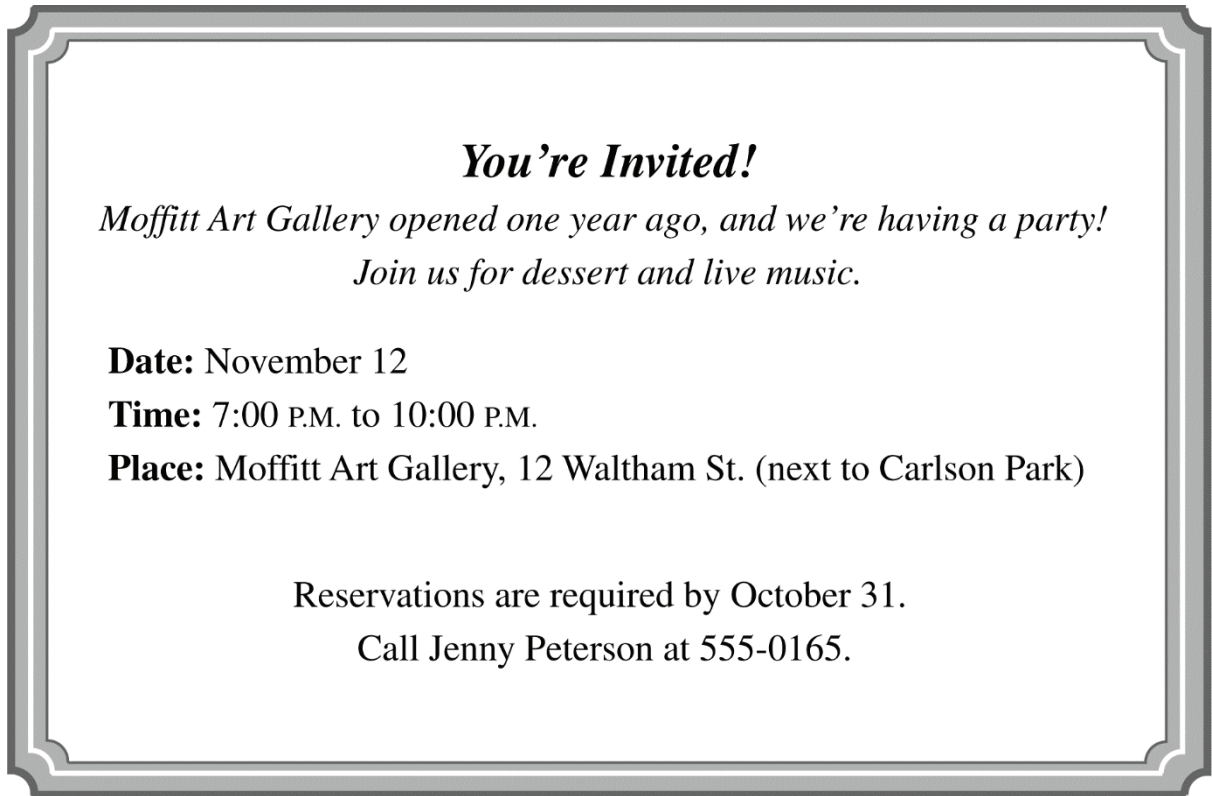 You’re Invited!
Moffitt Art Gallery opened one year ago, and we’re having a party!
Join us for dessert and live music.
Date: November 12
Time: 7:00 P.M. to 10:00 P.M.
Place: Moffitt Art Gallery, 12 Waltham St. (next to Carlson Park)
Reservations are required by October 31.
Call Jenny Peterson at 555-0165.